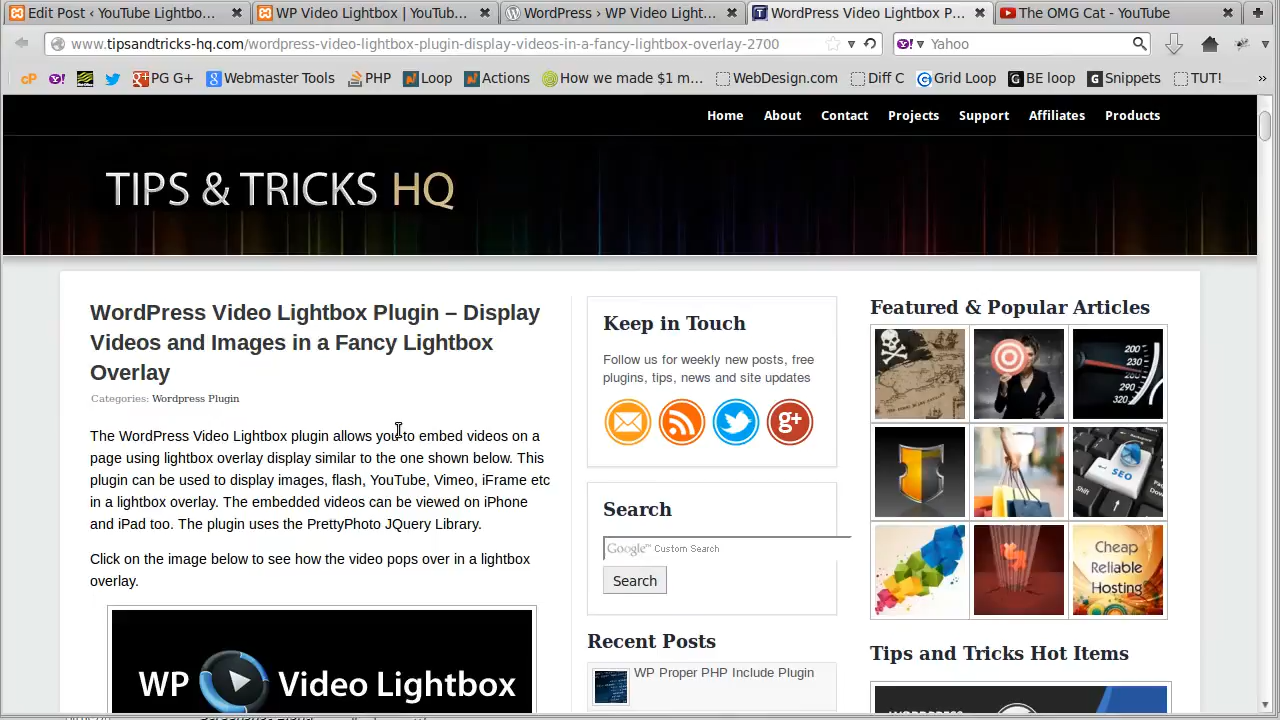 Edit Post ‹ YouTube Lightbo...
WP Video Lightbox | YouTub...
WordPress › WP Video Light...
WordPress Video Lightbox P...
The OMG Cat - YouTube
www.tipsandtricks-hq.com/wordpress-video-lightbox-plugin-display-videos-in-a-fancy-lightbox-overlay-2700
Yahoo
PG G+
Webmaster Tools
PHP
Loop
Actions
How we made $1 m...
WebDesign.com
Diff C
Grid Loop
BE loop
Snippets
TUT!
Home About Contact Projects Support Affiliates Products
TIPS & TRICKS HQ
WordPress Video Lightbox Plugin – Display
Videos and Images in a Fancy Lightbox
Overlay
Categories: Wordpress Plugin
The WordPress Video Lightbox plugin allows you to embed videos on a
page using lightbox overlay display similar to the one shown below. This
plugin can be used to display images, flash, YouTube, Vimeo, iFrame etc
in a lightbox overlay. The embedded videos can be viewed on iPhone
and iPad too. The plugin uses the PrettyPhoto JQuery Library.
Click on the image below to see how the video pops over in a lightbox
overlay.
WP Video Lightbox
Keep in Touch
Follow us for weekly new posts, free
plugins, tips, news and site updates
g+
Search
Google™ Custom Search
Search
Recent Posts
WP Proper PHP Include Plugin
Featured & Popular Articles
200
230
290
320
SEO
Shift
Cheap
Reliable
Hosting
Tips and Tricks Hot Items